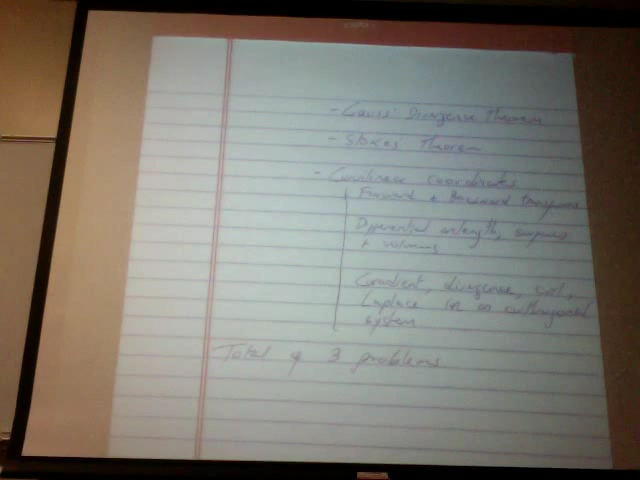 - Gauss' Divergence Theorem
- Stokes' Theorem
- Curvilinear coordinates
Forward + Backward transforms
Differential arclength, surfaces
+ volumes
Gradient, divergence, curl,
Laplace in an orthogonal
system
Total of 3 problems